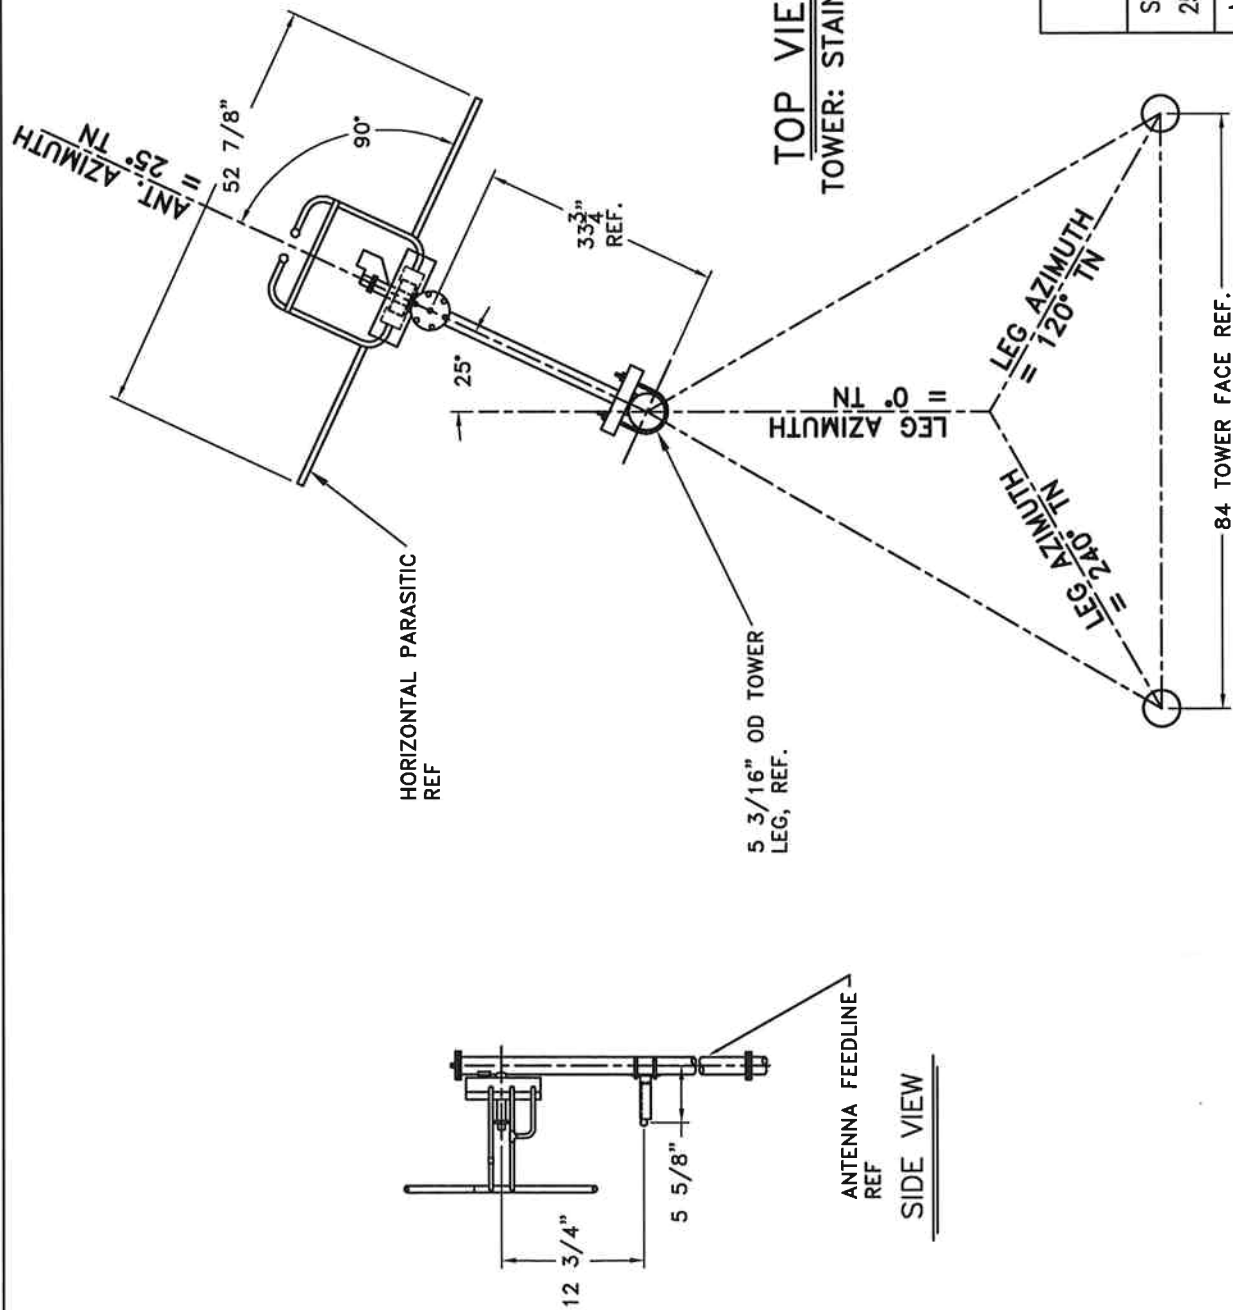 ANT. AZIMUTH
= 25° TN
52 7/8"
90°
33 3/4"
REF.
25°
HORIZONTAL PARASITIC
REF
LEG AZIMUTH
= 0° TN
LEG AZIMUTH
= 120° TN
LEG AZIMUTH
= 240° TN
84 TOWER FACE REF.
5 3/16" OD TOWER
LEG, REF.
TOP VIE
TOWER: STAIN
S
25
12 3/4"
5 5/8"
ANTENNA FEEDLINE
REF
SIDE VIEW